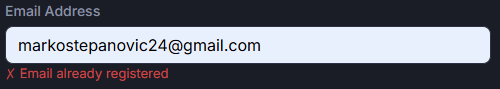 Email Address
markostepanovic24@gmail.com
✗ Email already registered